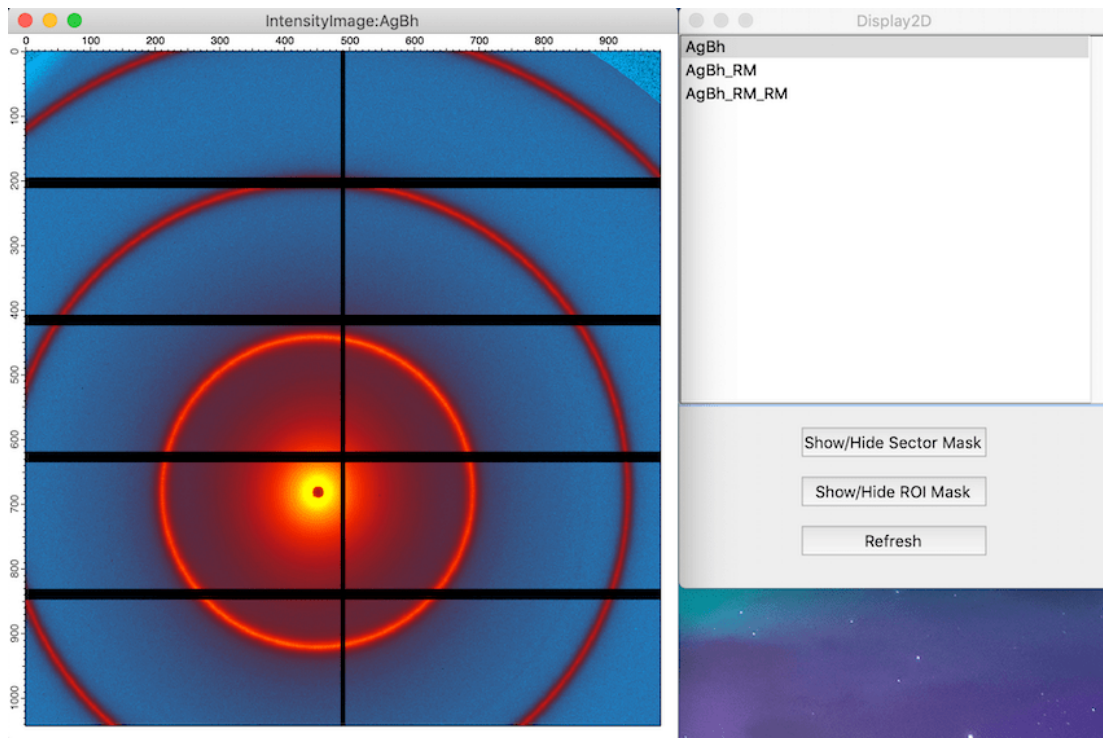 IntensityImage:AgBh
0 100 200 300 400 500 600 700 800 900
0
100
200
300
400
500
600
700
800
900
1000
Display2D
AgBh
AgBh_RM
AgBh_RM_RM
Show/Hide Sector Mask
Show/Hide ROI Mask
Refresh